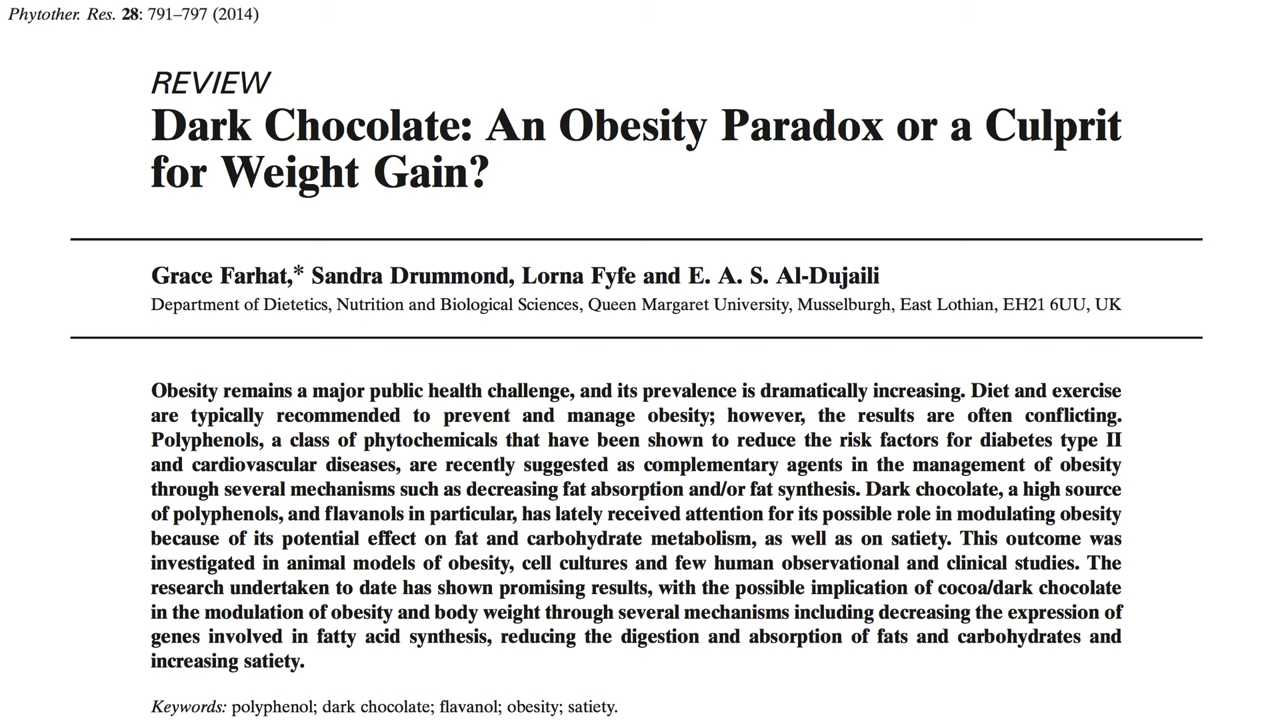 Phytother. Res. 28: 791–797 (2014)
REVIEW
Dark Chocolate: An Obesity Paradox or a Culprit
for Weight Gain?
Grace Farhat,* Sandra Drummond, Lorna Fyfe and E. A. S. Al-Dujaili
Department of Dietetics, Nutrition and Biological Sciences, Queen Margaret University, Musselburgh, East Lothian, EH21 6UU, UK
Obesity remains a major public health challenge, and its prevalence is dramatically increasing. Diet and exercise
are typically recommended to prevent and manage obesity; however, the results are often conflicting.
Polyphenols, a class of phytochemicals that have been shown to reduce the risk factors for diabetes type II
and cardiovascular diseases, are recently suggested as complementary agents in the management of obesity
through several mechanisms such as decreasing fat absorption and/or fat synthesis. Dark chocolate, a high source
of polyphenols, and flavanols in particular, has lately received attention for its possible role in modulating obesity
because of its potential effect on fat and carbohydrate metabolism, as well as on satiety. This outcome was
investigated in animal models of obesity, cell cultures and few human observational and clinical studies. The
research undertaken to date has shown promising results, with the possible implication of cocoa/dark chocolate
in the modulation of obesity and body weight through several mechanisms including decreasing the expression of
genes involved in fatty acid synthesis, reducing the digestion and absorption of fats and carbohydrates and
increasing satiety.
Keywords: polyphenol; dark chocolate; flavanol; obesity; satiety.